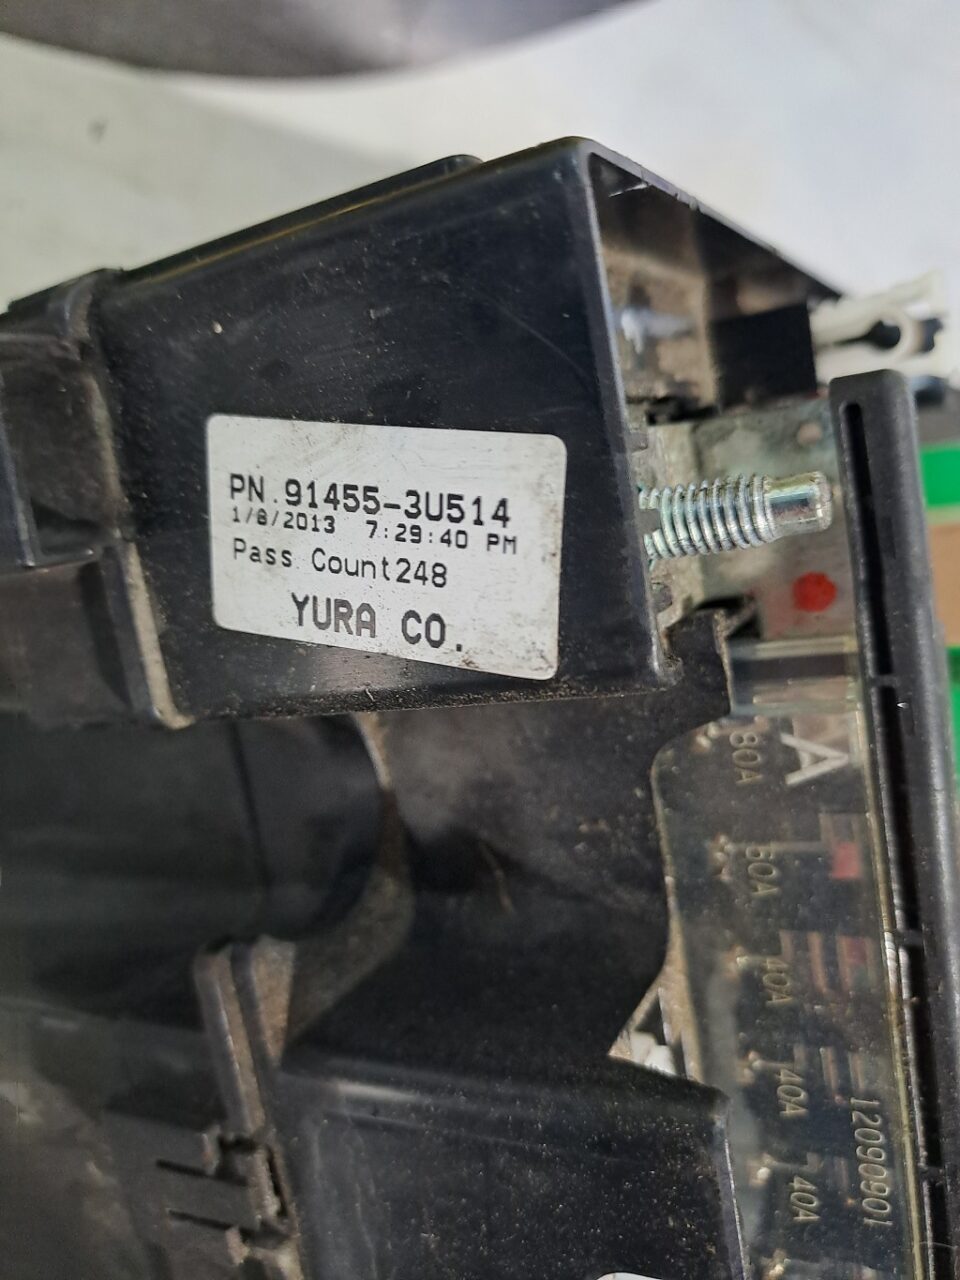 PN.91455-3U514
1/8/2013 7:29:40 PM
Pass Count248
YURA CO.
A
80A
50A
40A
40A
40A
12090901